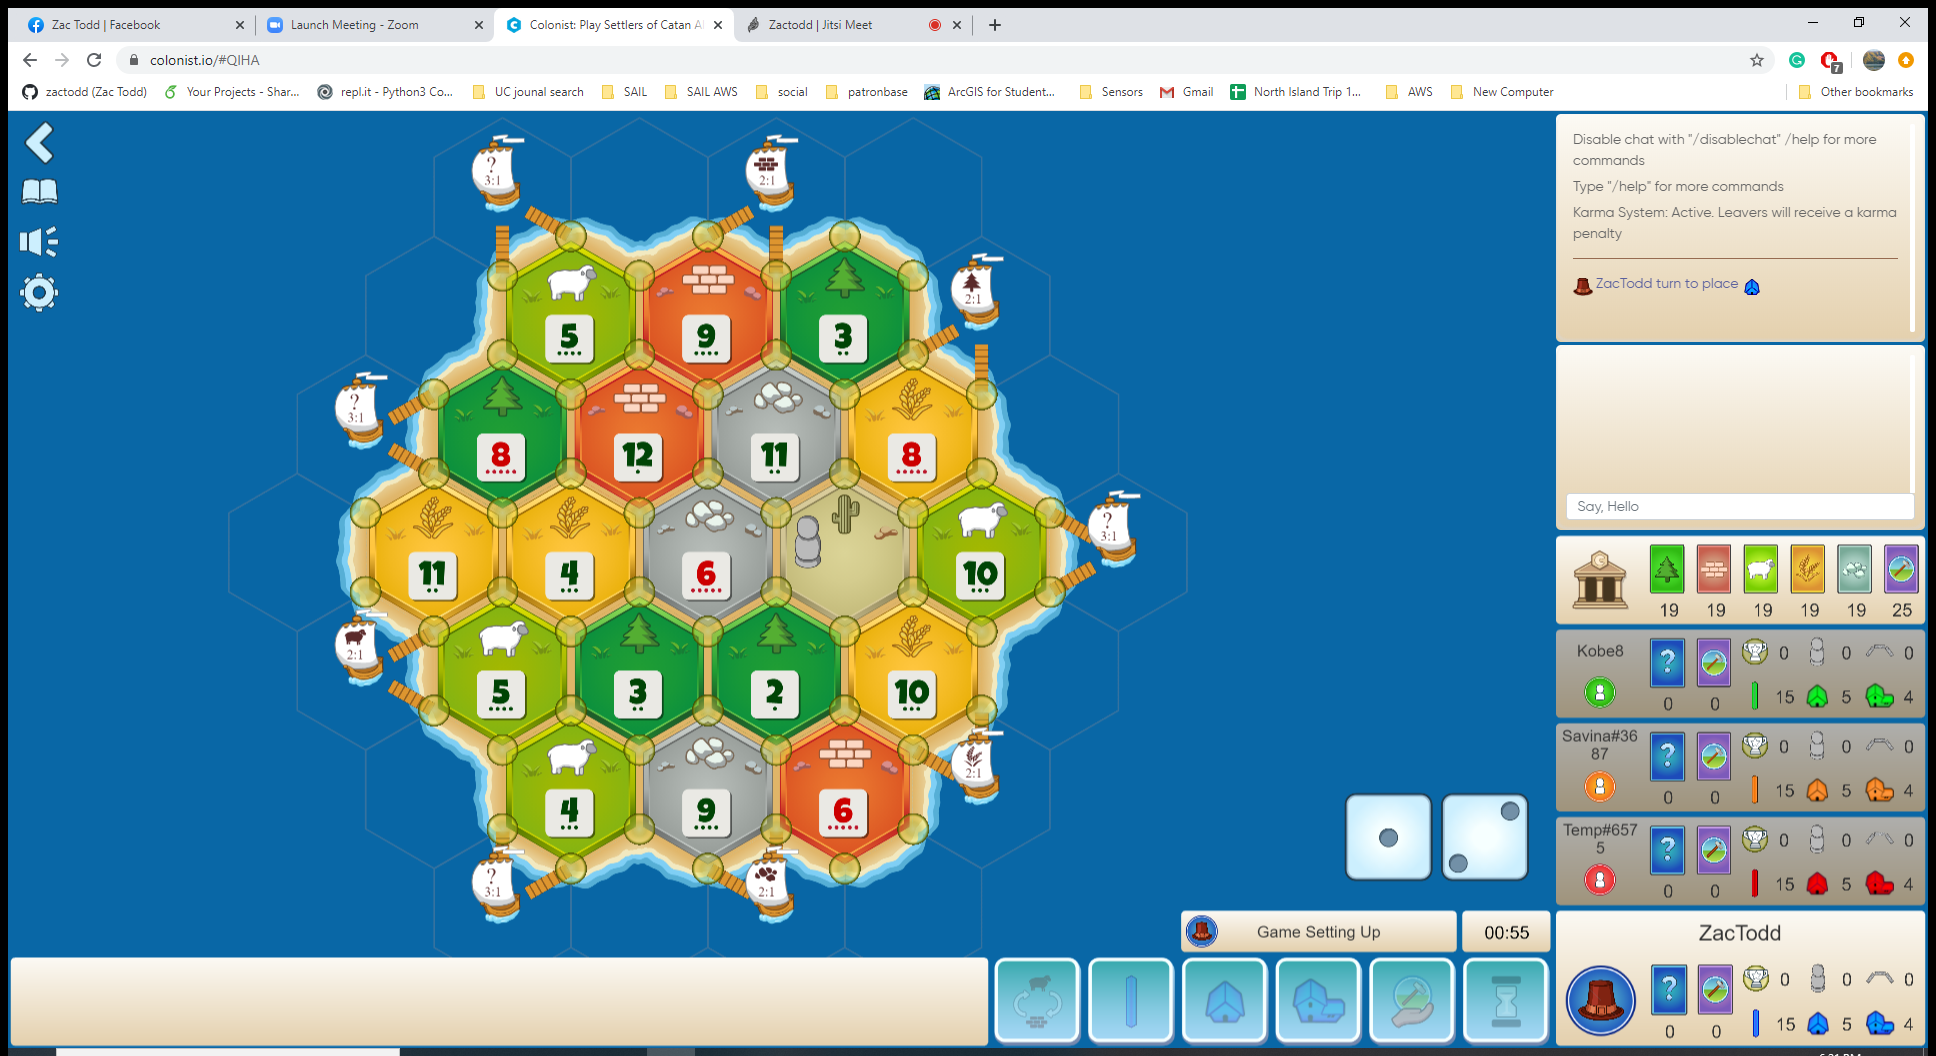 Zac Todd | Facebook
Launch Meeting - Zoom
Colonist: Play Settlers of Catan Al
Zactodd | Jitsi Meet
colonist.io/#QIHA
7
zactodd (Zac Todd)
Your Projects - Shar...
repl.it - Python3 Co...
UC jounal search
SAIL
SAIL AWS
social
patronbase
ArcGIS for Student...
Sensors
Gmail
North Island Trip 1...
AWS
New Computer
Other bookmarks
Disable chat with "/disablechat" /help for more
commands
Type "/help" for more commands
Karma System: Active. Leavers will receive a karma
penalty
ZacTodd turn to place
Say, Hello
? 3:1
2:1
2:1
5 9 3
? 3:1
8 12 11 8
? 3:1
11 4 6 10
2:1
5 3 2 10
2:1
4 9 6
? 3:1
2:1
19 19 19 19 19 25
Kobe8
? 0 0 0
0 0 15 5 4
Savina#36
87
? 0 0 0
0 0 15 5 4
Temp#657
5
? 0 0 0
0 0 15 5 4
Game Setting Up
00:55
ZacTodd
? 0 0 0
0 0 15 5 4